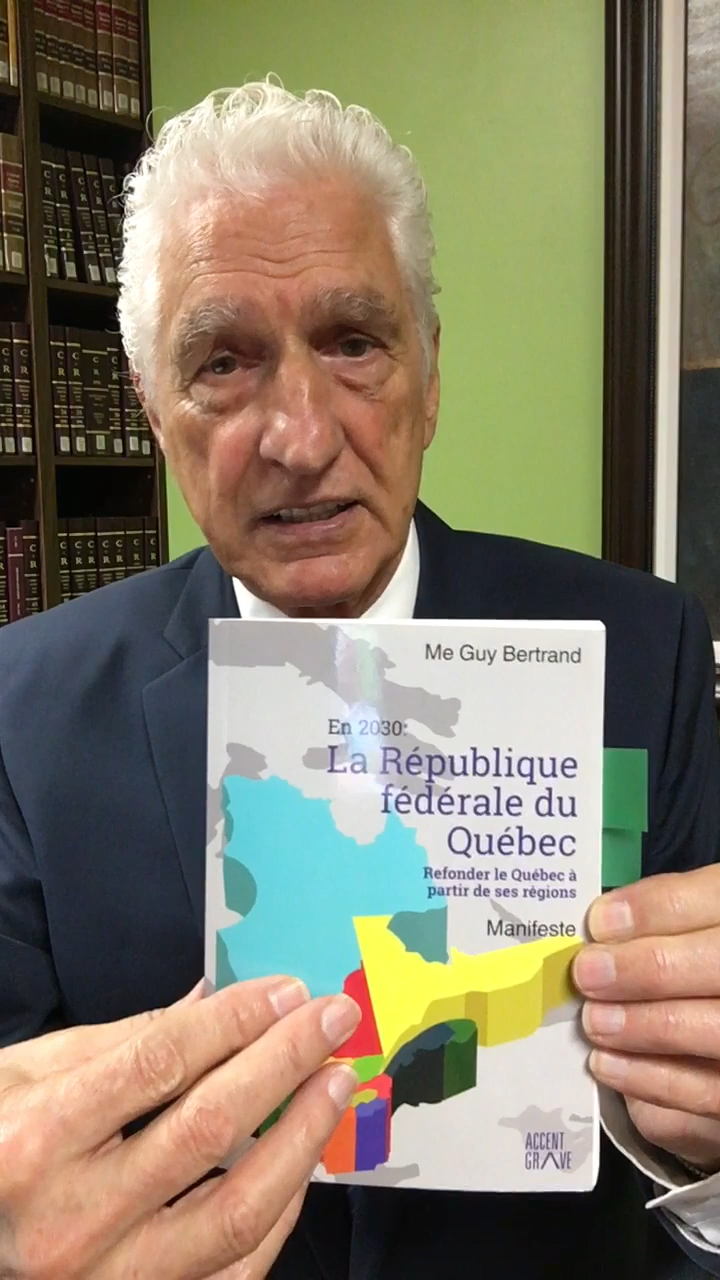 Me Guy Bertrand
En 2030:
La République
fédérale du
Québec
Refonder le Québec à
partir de ses régions
Manifeste
ACCENT
GRAVE